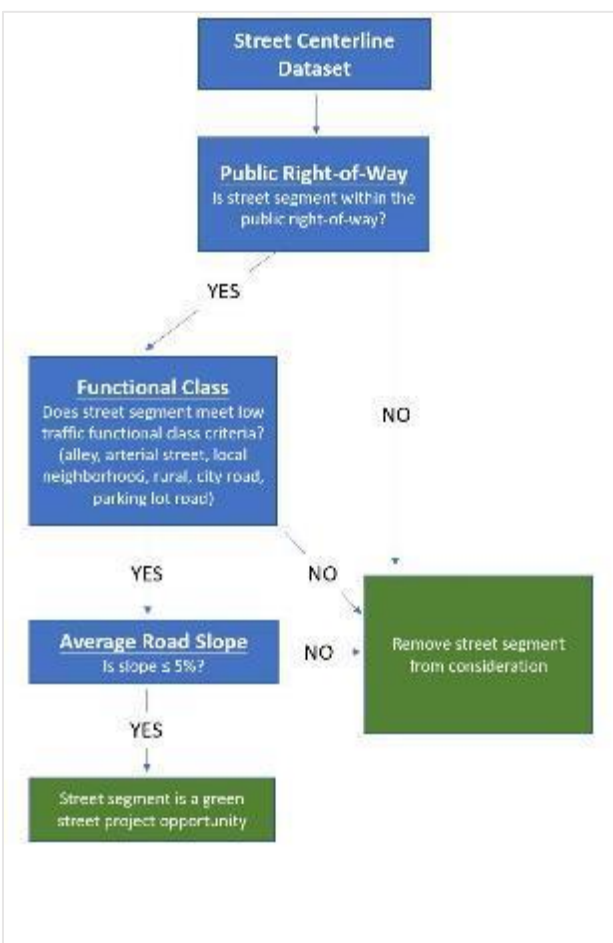 Street Centerline
Dataset
Public Right-of-Way
Is street segment within the
public right-of-way?
YES
NO
Functional Class
Does street segment meet low
traffic functional class criteria?
(alley, arterial street, local
neighborhood, rural, city road,
parking lot road)
YES
NO
Average Road Slope
Is slope ≤ 5%?
NO
Remove street segment
from consideration
YES
Street segment is a green
street project opportunity